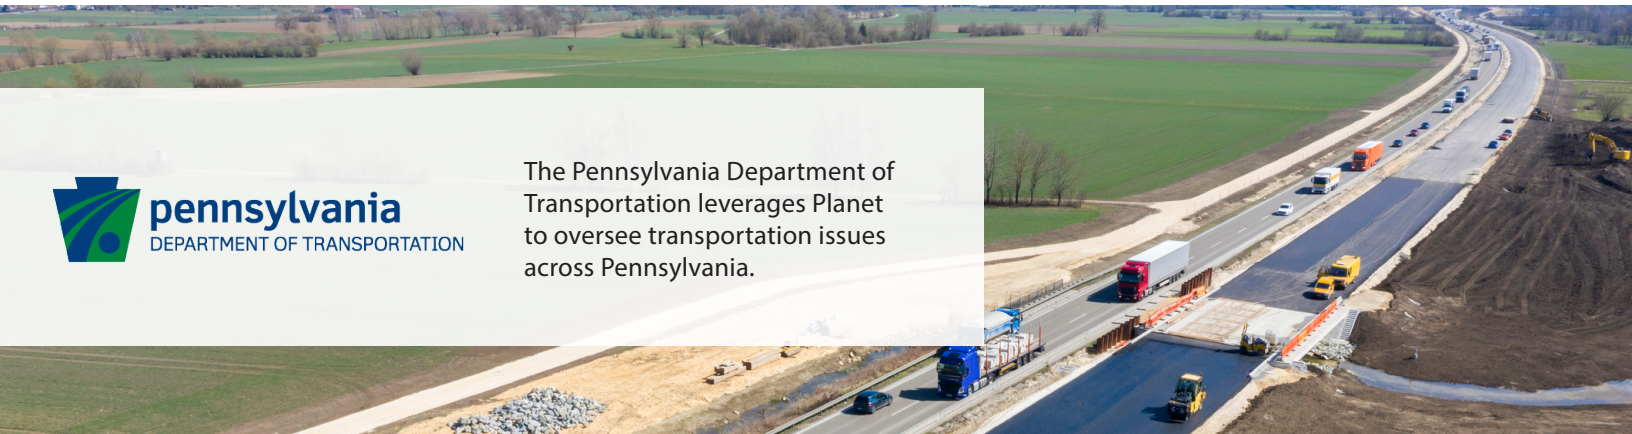 pennsylvania
DEPARTMENT OF TRANSPORTATION
The Pennsylvania Department of
Transportation leverages Planet
to oversee transportation issues
across Pennsylvania.